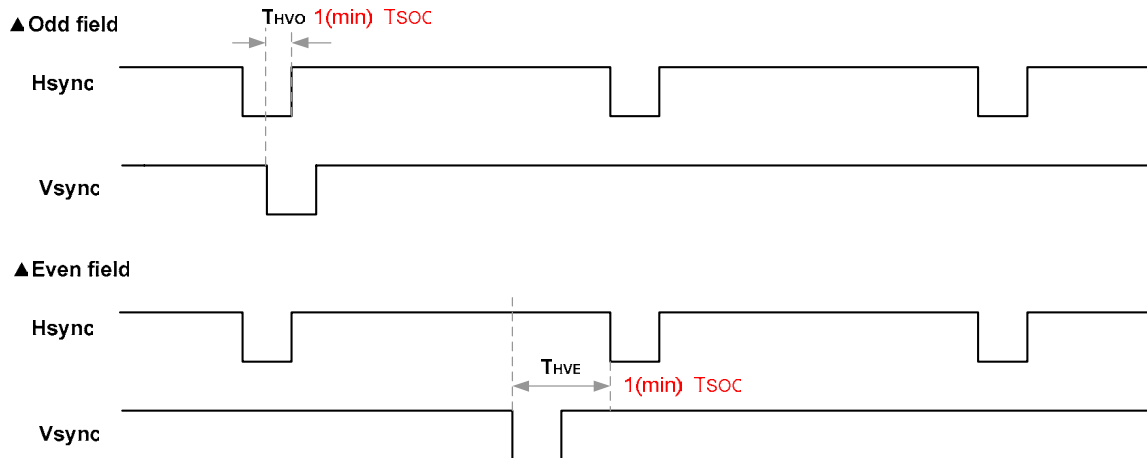 ▲Odd field
THVO 1(min) TSOC
Hsync
Vsync
▲Even field
Hsync
THVE
1(min) TSOC
Vsync